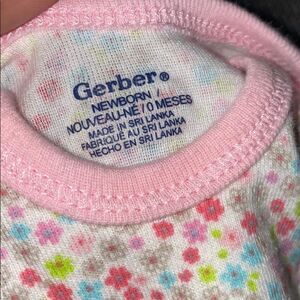 Gerber®
NEWBORN /
NOUVEAU-NÉ / 0 MESES
MADE IN SRI LANKA
FABRIQUÉ AU SRI LANKA
HECHO EN SRI LANKA